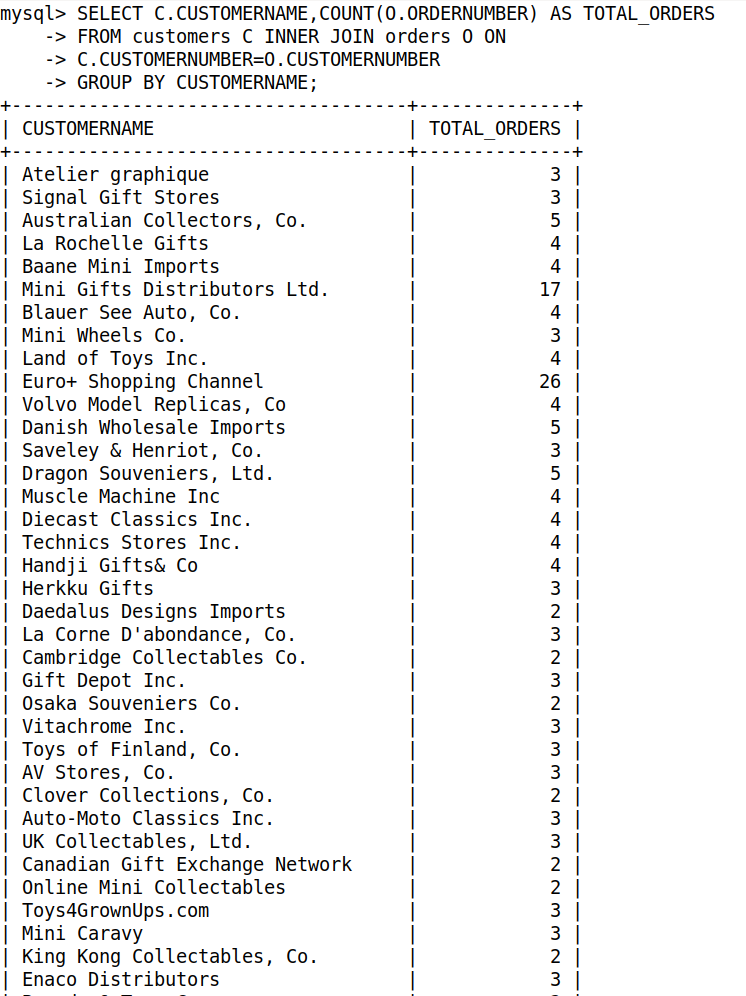 mysql> SELECT C.CUSTOMERNAME,COUNT(O.ORDERNUMBER) AS TOTAL_ORDERS
    -> FROM customers C INNER JOIN orders O ON
    -> C.CUSTOMERNUMBER=O.CUSTOMERNUMBER
    -> GROUP BY CUSTOMERNAME;
+------------------------------------+--------------+
| CUSTOMERNAME                       | TOTAL_ORDERS |
+------------------------------------+--------------+
| Atelier graphique                  |            3 |
| Signal Gift Stores                 |            3 |
| Australian Collectors, Co.         |            5 |
| La Rochelle Gifts                  |            4 |
| Baane Mini Imports                 |            4 |
| Mini Gifts Distributors Ltd.       |           17 |
| Blauer See Auto, Co.               |            4 |
| Mini Wheels Co.                    |            3 |
| Land of Toys Inc.                  |            4 |
| Euro+ Shopping Channel             |           26 |
| Volvo Model Replicas, Co           |            4 |
| Danish Wholesale Imports           |            5 |
| Saveley & Henriot, Co.             |            3 |
| Dragon Souveniers, Ltd.            |            5 |
| Muscle Machine Inc                 |            4 |
| Diecast Classics Inc.              |            4 |
| Technics Stores Inc.               |            4 |
| Handji Gifts& Co                   |            4 |
| Herkku Gifts                       |            3 |
| Daedalus Designs Imports           |            2 |
| La Corne D'abondance, Co.          |            3 |
| Cambridge Collectables Co.         |            2 |
| Gift Depot Inc.                    |            3 |
| Osaka Souveniers Co.               |            2 |
| Vitachrome Inc.                    |            3 |
| Toys of Finland, Co.               |            3 |
| AV Stores, Co.                     |            3 |
| Clover Collections, Co.            |            2 |
| Auto-Moto Classics Inc.            |            3 |
| UK Collectables, Ltd.              |            3 |
| Canadian Gift Exchange Network     |            2 |
| Online Mini Collectables           |            2 |
| Toys4GrownUps.com                  |            3 |
| Mini Caravy                        |            3 |
| King Kong Collectables, Co.        |            2 |
| Enaco Distributors                 |            3 |